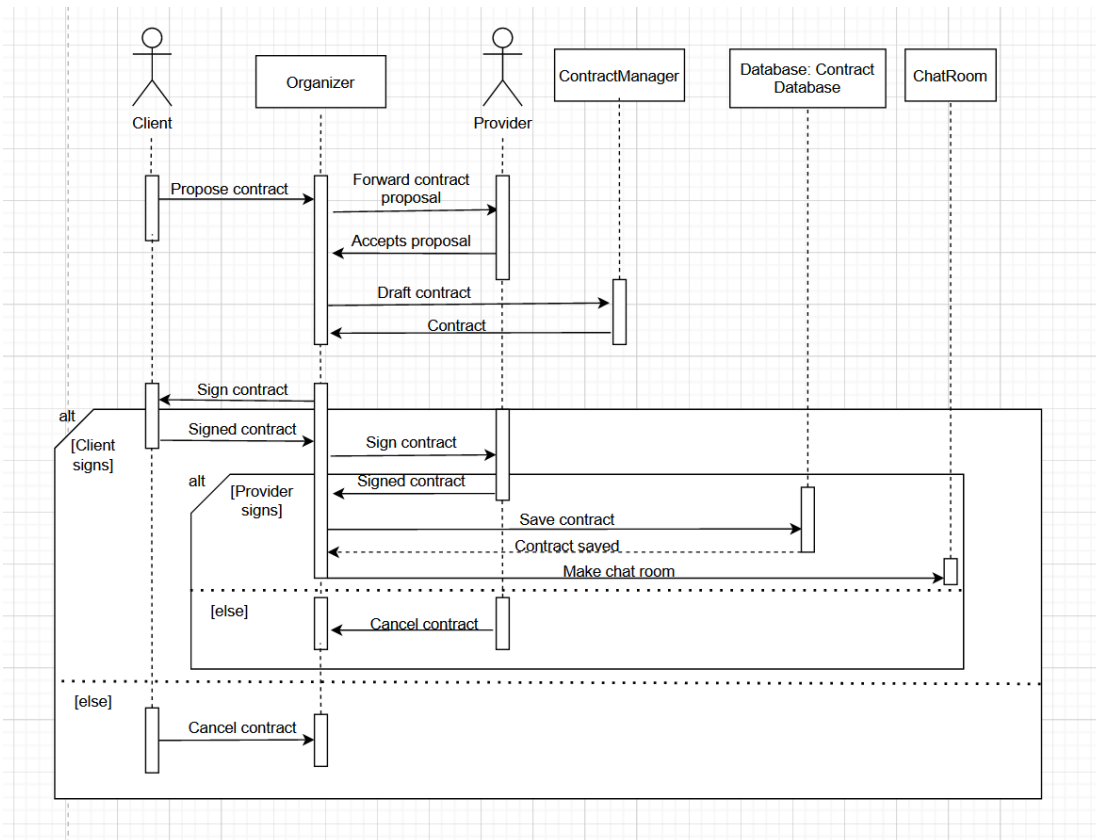 Client
Organizer
Provider
ContractManager
Database: Contract
Database
ChatRoom
Propose contract
Forward contract
proposal
Accepts proposal
Draft contract
Contract
Sign contract
alt
[Client
signs]
Signed contract
Sign contract
alt
[Provider
signs]
Signed contract
Save contract
Contract saved
Make chat room
[else]
Cancel contract
[else]
Cancel contract